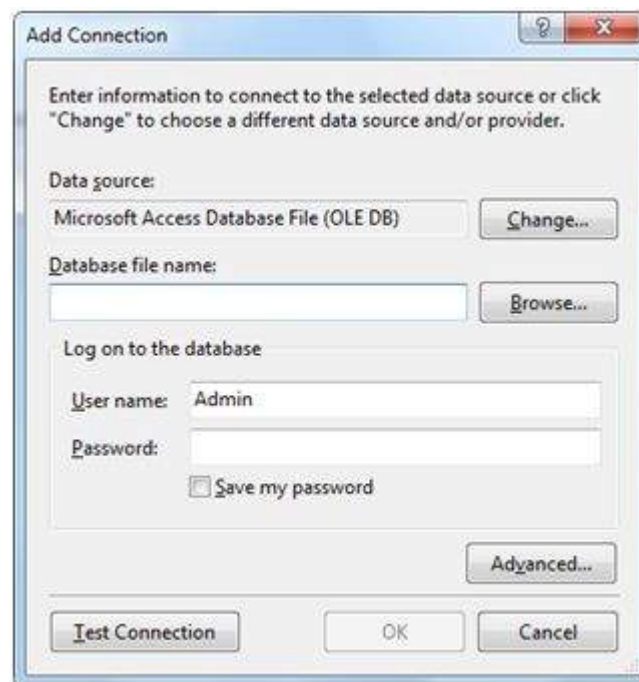 Add Connection
Enter information to connect to the selected data source or click
"Change" to choose a different data source and/or provider.
Data source:
Microsoft Access Database File (OLE DB)
Change...
Database file name:
Browse...
Log on to the database
User name:
Admin
Password:
Save my password
Advanced...
Test Connection
OK
Cancel